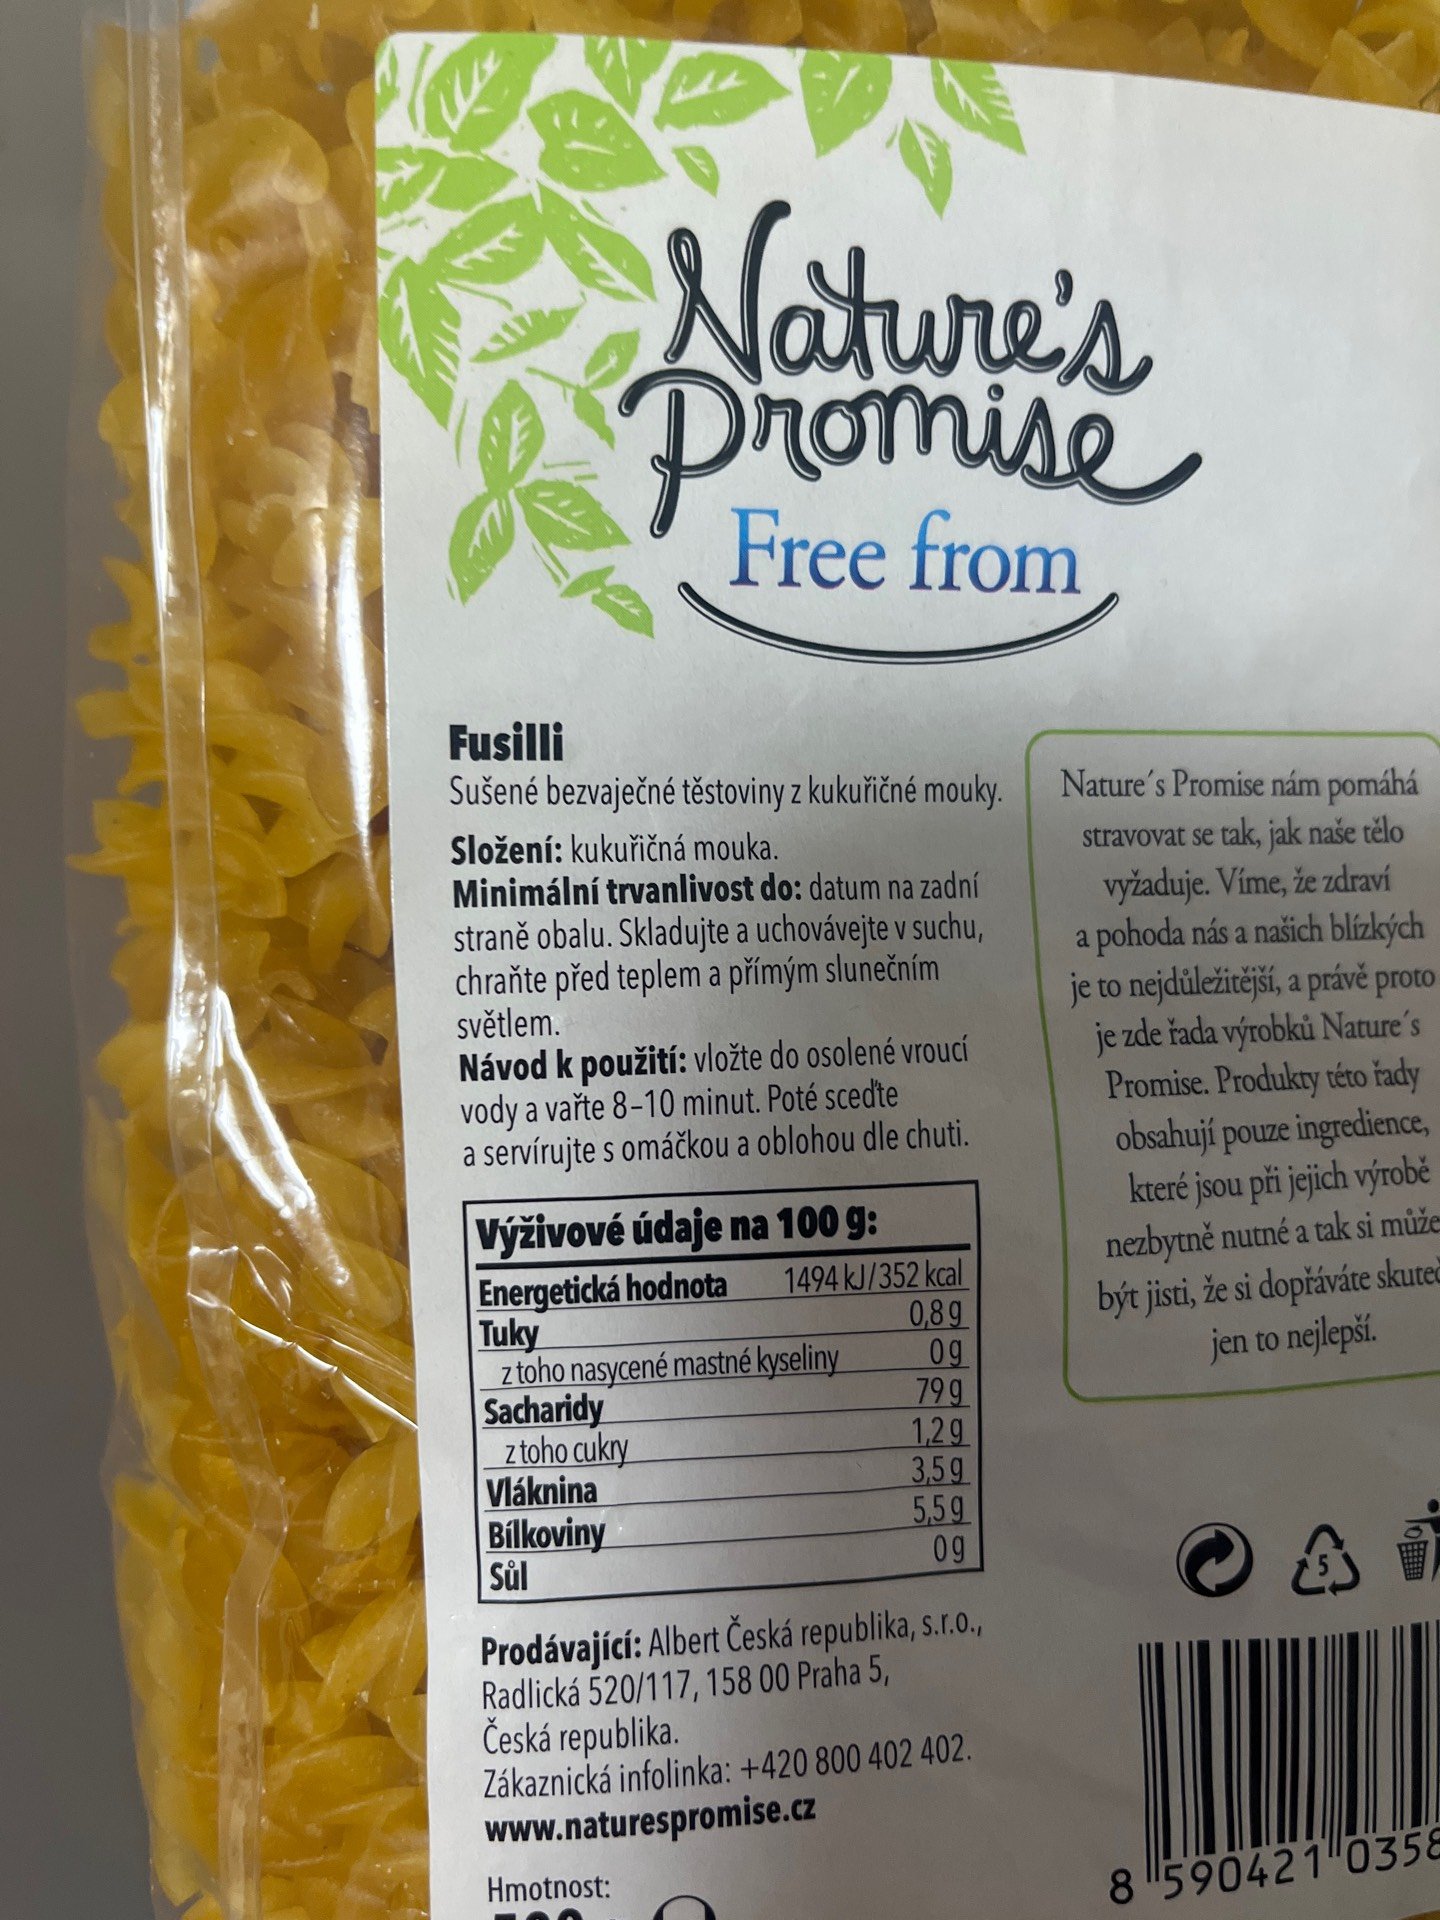 Nature's
Promise
Free from
Fusilli
Sušené bezvaječné těstoviny z kukuřičné mouky.
Složení: kukuřičná mouka.
Minimální trvanlivost do: datum na zadní
straně obalu. Skladujte a uchovávejte v suchu,
chraňte před teplem a přímým slunečním
světlem.
Návod k použití: vložte do osolené vroucí
vody a vařte 8–10 minut. Poté sceďte
a servírujte s omáčkou a oblohou dle chuti.
Výživové údaje na 100 g:
Energetická hodnota 1494 kJ/352 kcal
Tuky 0,8 g
z toho nasycené mastné kyseliny 0 g
Sacharidy 79 g
z toho cukry 1,2 g
Vláknina 3,5 g
Bílkoviny 5,5 g
Sůl 0 g
Prodávající: Albert Česká republika, s.r.o.,
Radlická 520/117, 158 00 Praha 5,
Česká republika.
Zákaznická infolinka: +420 800 402 402.
www.naturespromise.cz
Hmotnost:
Nature´s Promise nám pomáhá
stravovat se tak, jak naše tělo
vyžaduje. Víme, že zdraví
a pohoda nás a našich blízkých
je to nejdůležitější, a právě proto
je zde řada výrobků Nature´s
Promise. Produkty této řady
obsahují pouze ingredience,
které jsou při jejich výrobě
nezbytně nutné a tak si může
být jisti, že si dopřáváte skuteč
jen to nejlepší.
5
8 590421 0358